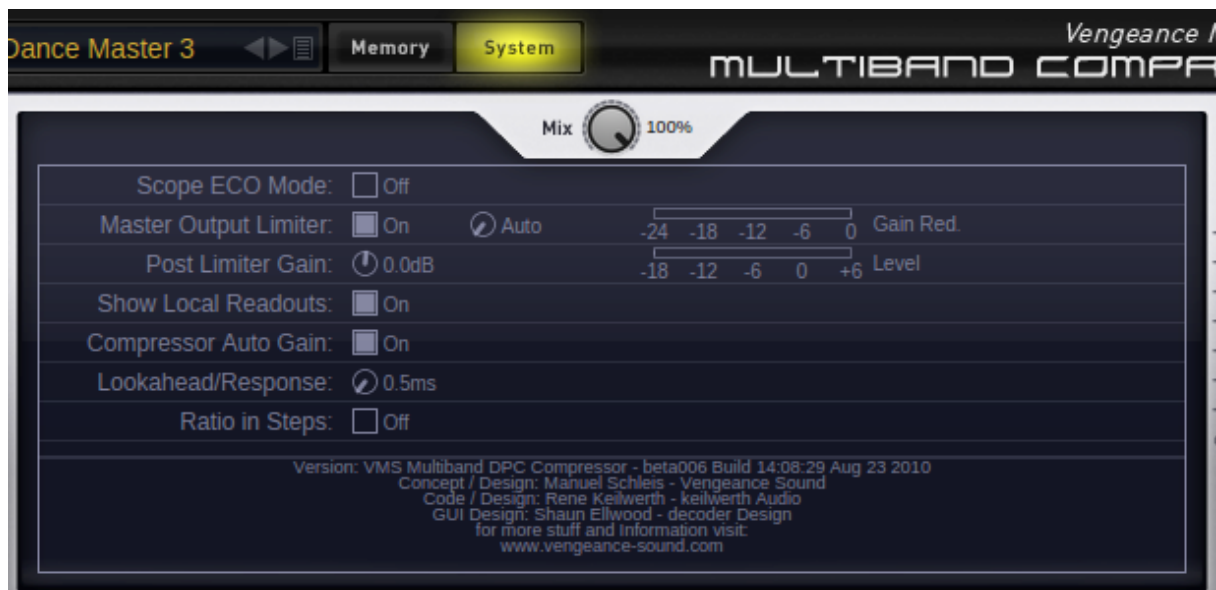 Dance Master 3 Memory System Vengeance
MULTIBAND
Mix 100%
Scope ECO Mode: Off
Master Output Limiter: On Auto -24 -18 -12 -6 0 Gain Red.
Post Limiter Gain: 0.0dB -18 -12 -6 0 +6 Level
Show Local Readouts: On
Compressor Auto Gain: On
Lookahead/Response: 0.5ms
Ratio in Steps: Off
Version: VMS Multiband DPC Compressor - beta006 Build 14:08:29 Aug 23 2010
Concept / Design: Manuel Schleis - Vengeance Sound
Code / Design: Rene Keilwerth - keilwerth Audio
GUI Design: Shaun Ellwood - decoder Design
for more stuff and Information visit:
www.vengeance-sound.com